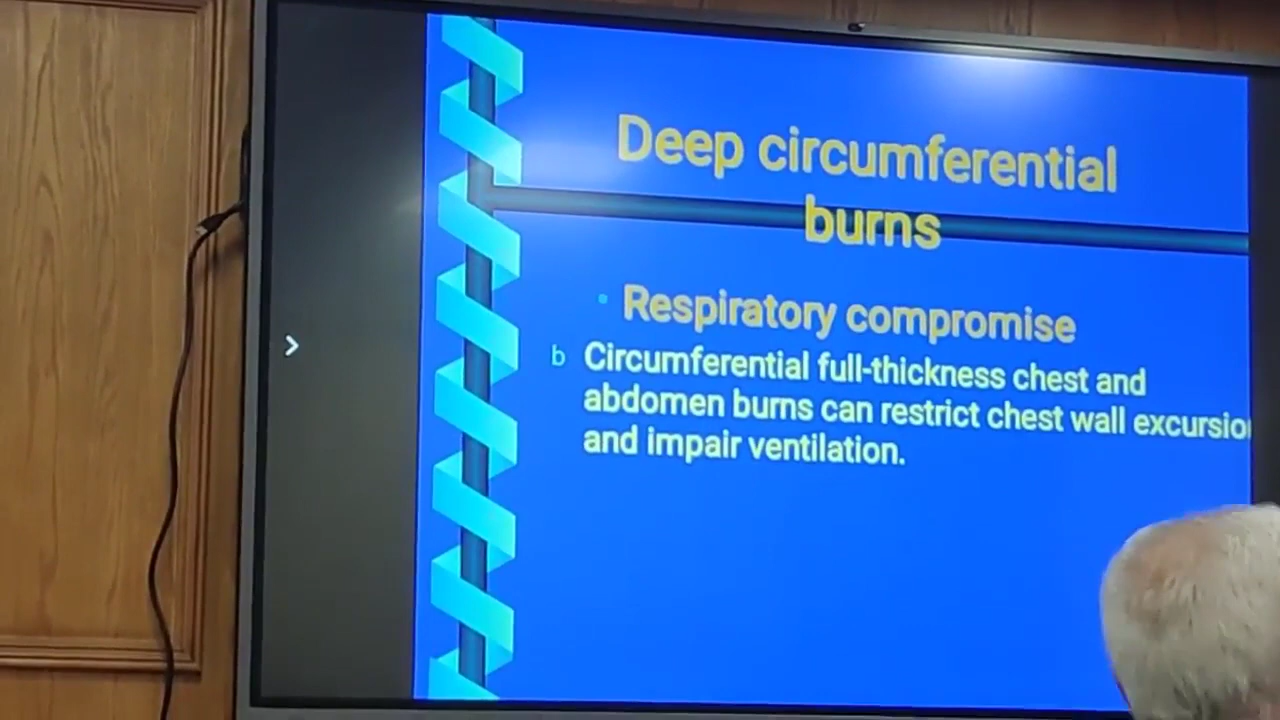 Deep circumferential
burns
Respiratory compromise
b Circumferential full-thickness chest and
abdomen burns can restrict chest wall excursio
and impair ventilation.